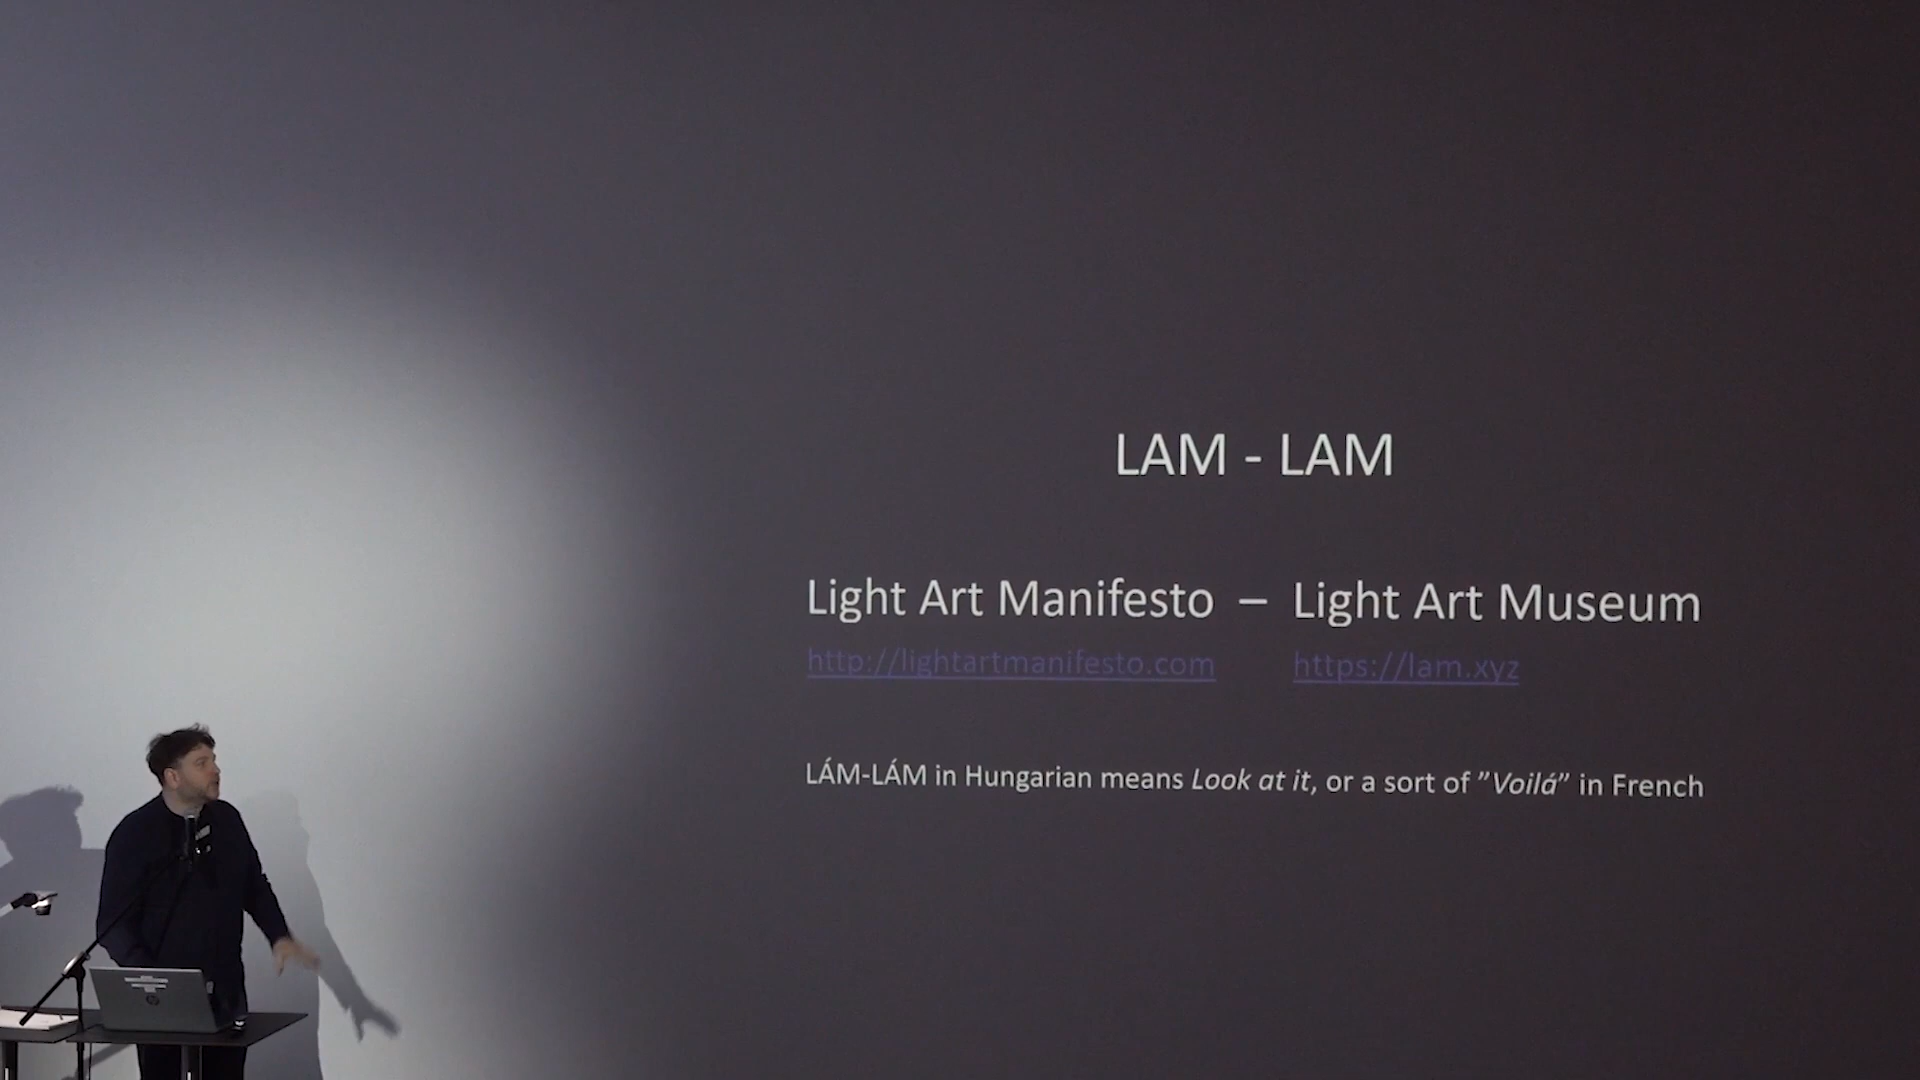 LAM - LAM
Light Art Manifesto – Light Art Museum
http://lightartmanifesto.com https://lam.xyz
LÁM-LÁM in Hungarian means Look at it, or a sort of ”Voilá” in French
hp